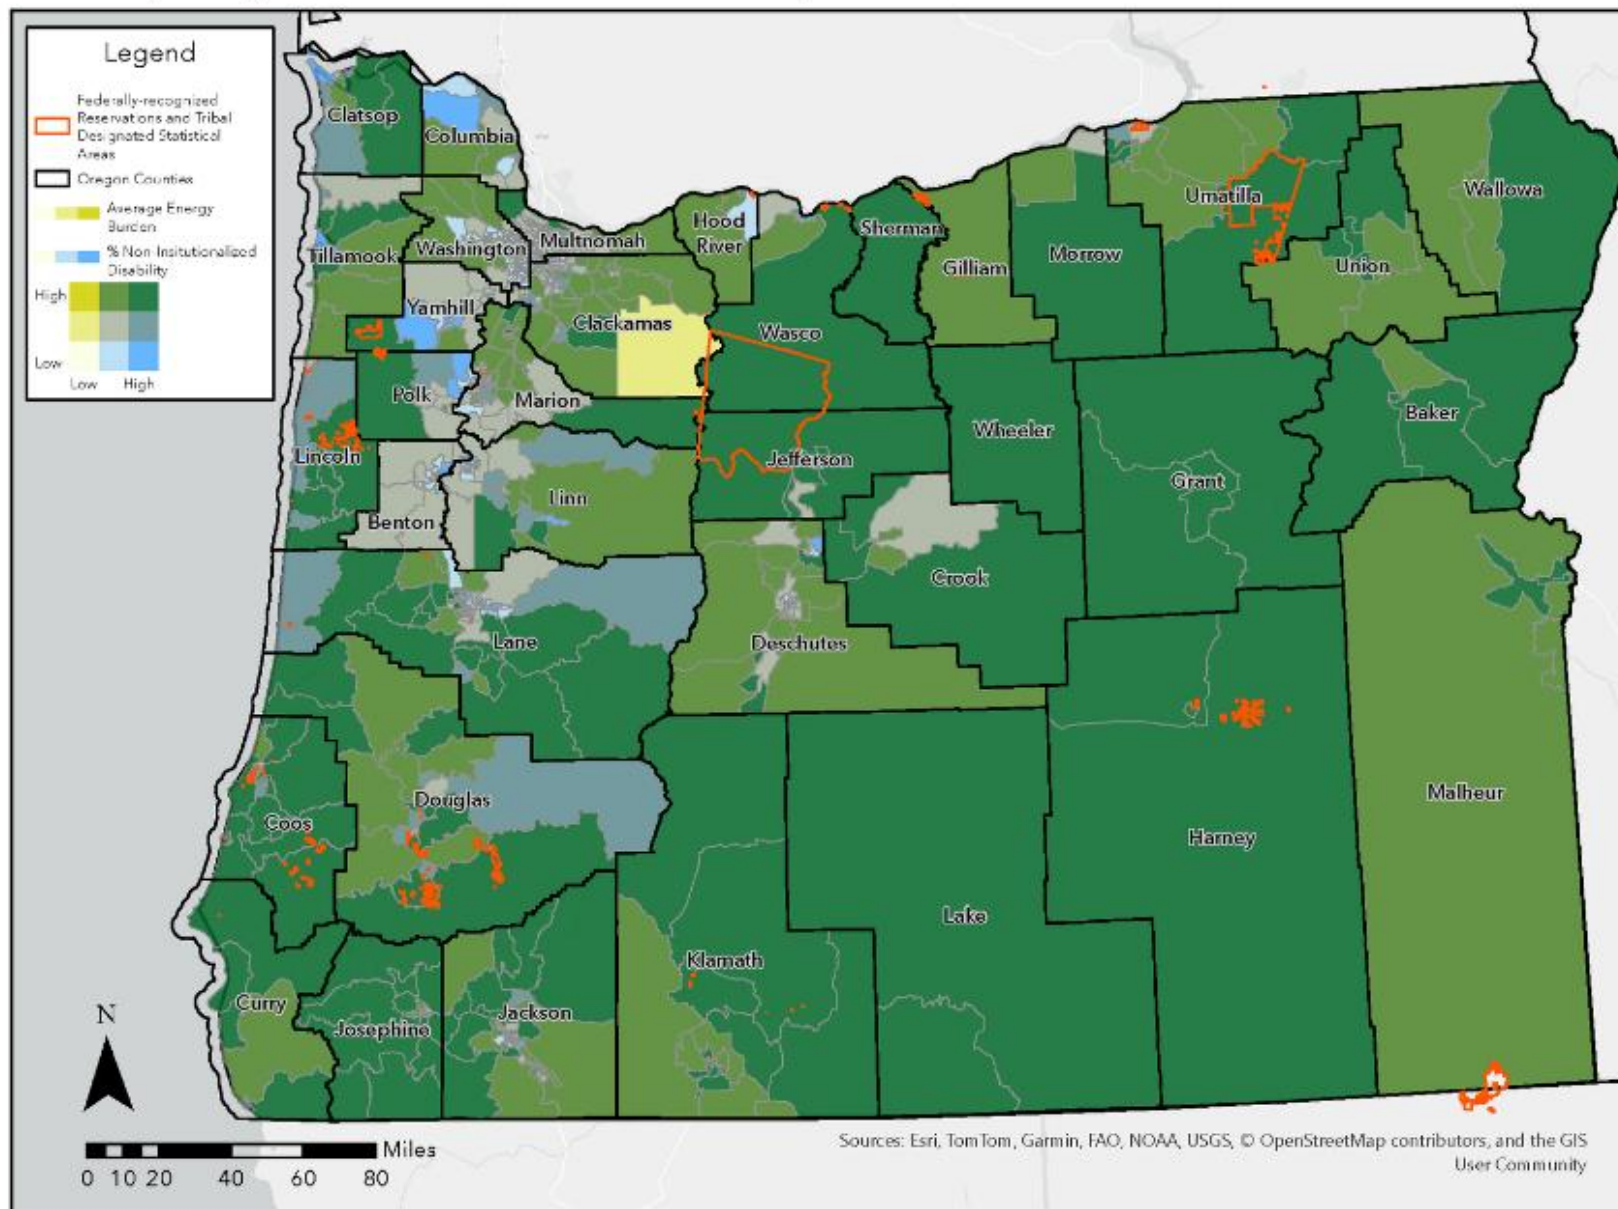 Legend
Federally-recognized
Reservations and Tribal
Designated Statistical
Areas
Oregon Counties
Average Energy
Burden
% Non-Insitutionalized
Disability
High
Low
Low High
Clatsop
Columbia
Tillamook
Washington
Multnomah
Hood
River
Sherman
Gilliam
Morrow
Umatilla
Union
Wallowa
Yamhill
Clackamas
Wasco
Polk
Marion
Wheeler
Baker
Lincoln
Jefferson
Grant
Benton
Linn
Crook
Lane
Deschutes
Coos
Douglas
Harney
Malheur
Lake
Klamath
Curry
Josephine
Jackson
N
Miles
0 10 20 40 60 80
Sources: Esri, TomTom, Garmin, FAO, NOAA, USGS, © OpenStreetMap contributors, and the GIS
User Community